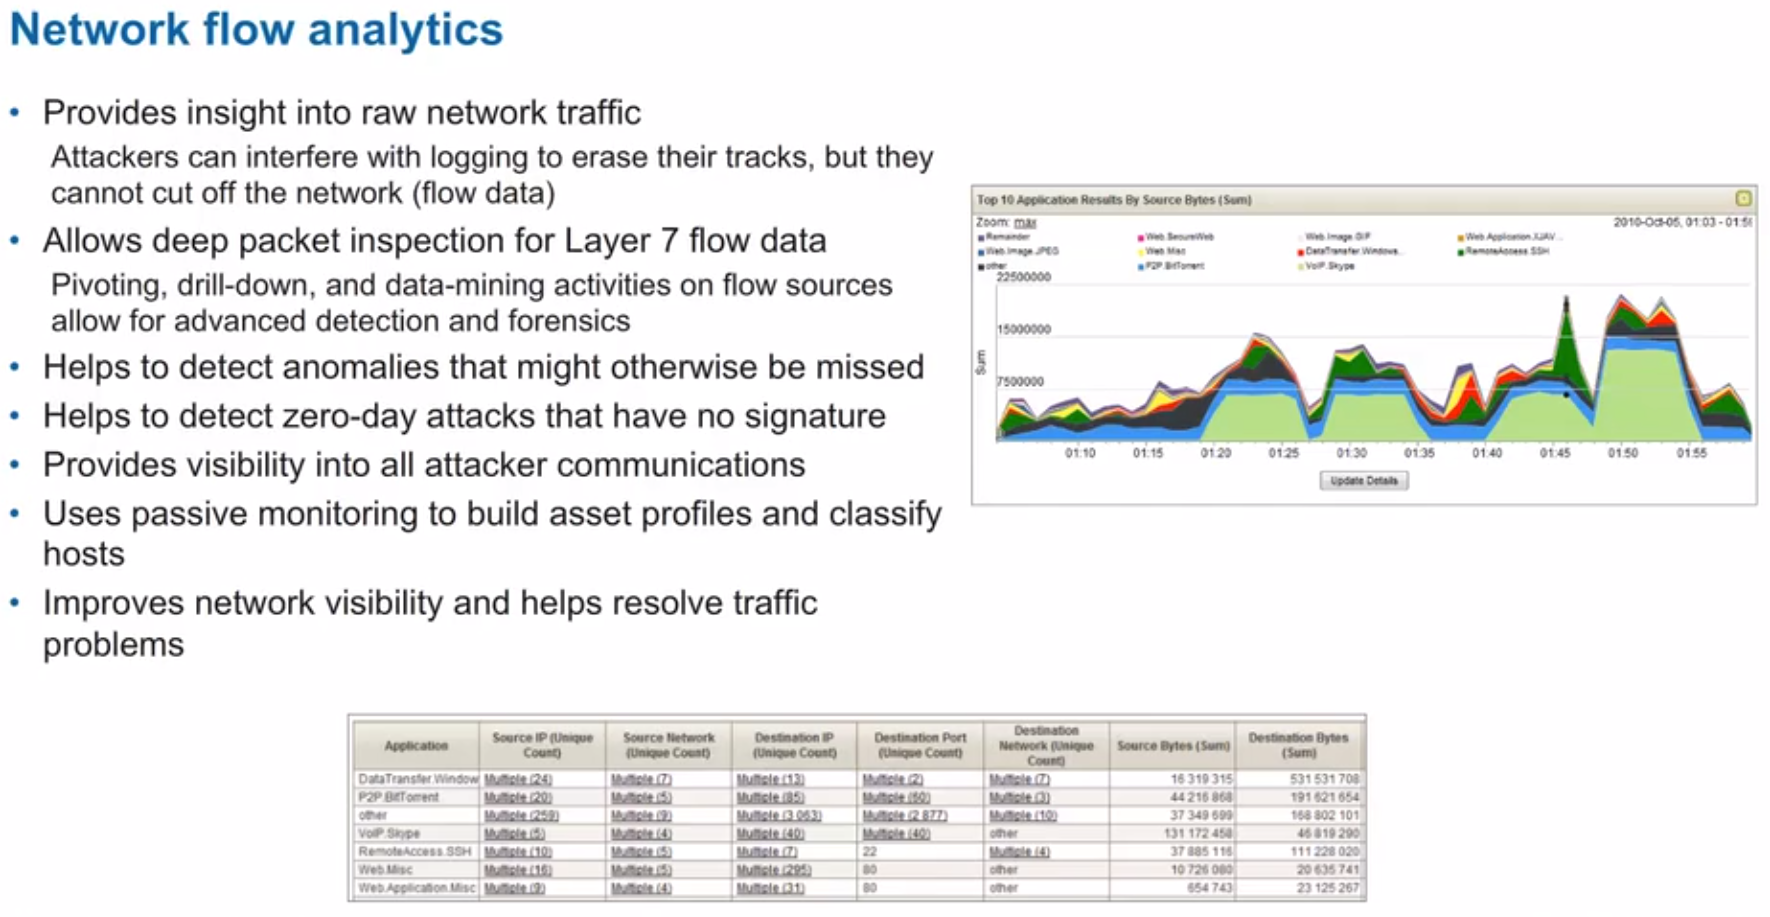 Network flow analytics
• Provides insight into raw network traffic
Attackers can interfere with logging to erase their tracks, but they
cannot cut off the network (flow data)
• Allows deep packet inspection for Layer 7 flow data
Pivoting, drill-down, and data-mining activities on flow sources
allow for advanced detection and forensics
• Helps to detect anomalies that might otherwise be missed
• Helps to detect zero-day attacks that have no signature
• Provides visibility into all attacker communications
• Uses passive monitoring to build asset profiles and classify
hosts
• Improves network visibility and helps resolve traffic
problems
Top 10 Application Results By Source Bytes (Sum)
Zoom: max 2010-Oct-05, 01:03 - 01:5
Remainder Web.SecureWeb Web.Image.GIF
Web.Image.JPEG Web.Misc DataTransfer.Windows... RemoteAccess.SSH
other P2P.BitTorrent VoIP.Skype
22500000
15000000
7500000
Sum
01:10 01:15 01:20 01:25 01:30 01:35 01:40 01:45 01:50 01:55
Update Details
Application Source IP (Unique Count) Source Network (Unique Count) Destination IP (Unique Count) Destination Port (Unique Count) Destination Network (Unique Count) Source Bytes (Sum) Destination Bytes (Sum)
DataTransfer.Window Multiple (24) Multiple (7) Multiple (13) Multiple (2) Multiple (7) 16 319 315 531 531 708
P2P.BitTorrent Multiple (20) Multiple (5) Multiple (85) Multiple (60) Multiple (3) 44 216 868 191 621 654
other Multiple (259) Multiple (9) Multiple (3 063) Multiple (2 877) Multiple (10) 37 349 699 168 802 101
VoIP.Skype Multiple (5) Multiple (4) Multiple (40) Multiple (40) other 131 172 458 46 819 290
RemoteAccess.SSH Multiple (10) Multiple (5) Multiple (7) 22 Multiple (4) 37 885 116 111 228 020
Web.Misc Multiple (16) Multiple (5) Multiple (295) 80 other 10 726 080 20 635 741
Web.Application.Misc Multiple (9) Multiple (4) Multiple (31) 80 other 654 743 23 125 267